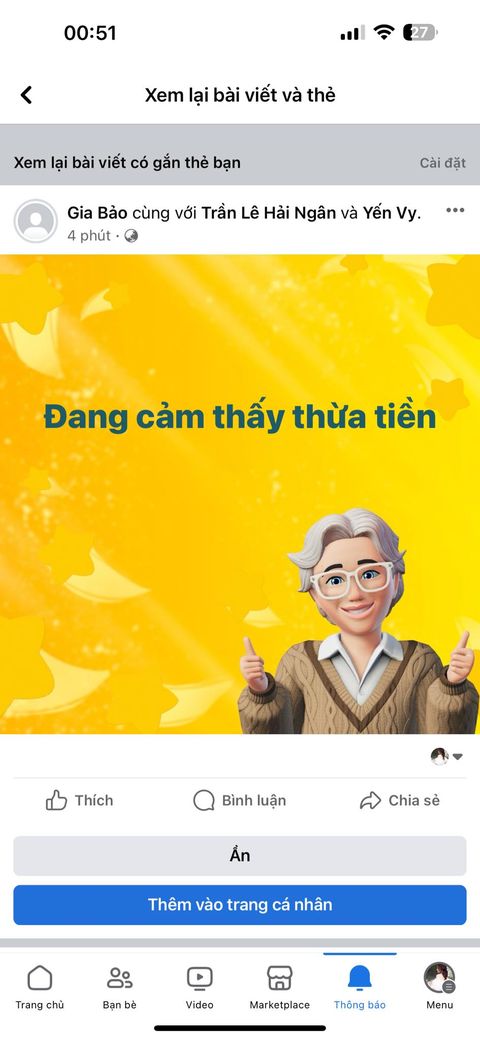 00:51
27
Xem lại bài viết và thẻ
Xem lại bài viết có gắn thẻ bạn
Cài đặt
Gia Bảo cùng với Trần Lê Hải Ngân và Yến Vy.
4 phút ·
Đang cảm thấy thừa tiền
Thích
Bình luận
Chia sẻ
Ẩn
Thêm vào trang cá nhân
Trang chủ
Bạn bè
Video
Marketplace
Thông báo
Menu